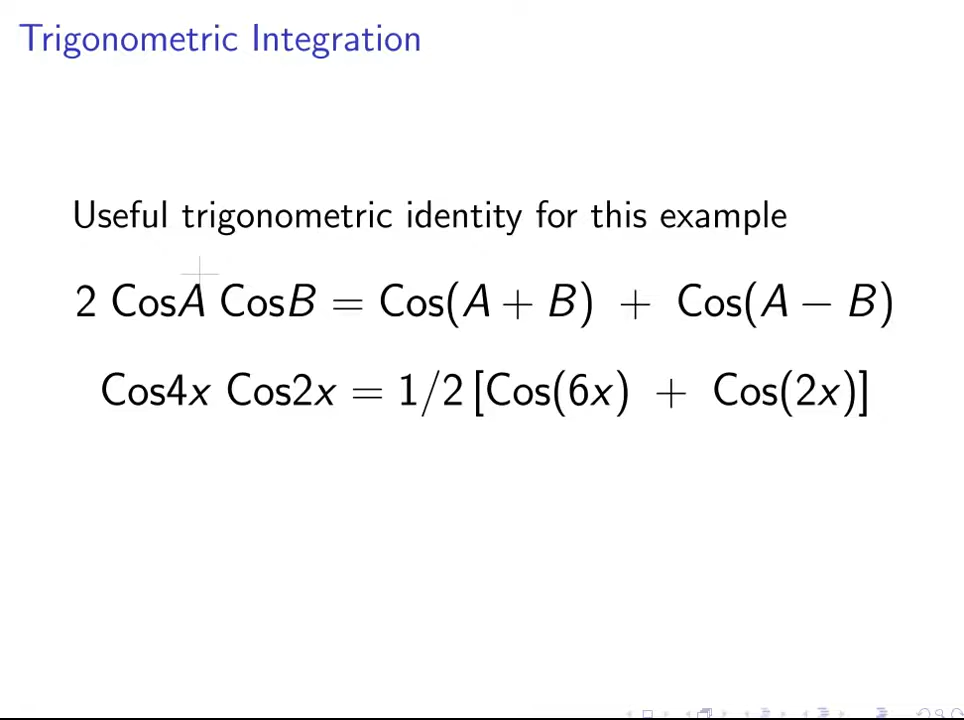 Trigonometric Integration
Useful trigonometric identity for this example
2 CosA CosB = Cos(A + B) + Cos(A − B)
Cos4x Cos2x = 1/2 [Cos(6x) + Cos(2x)]